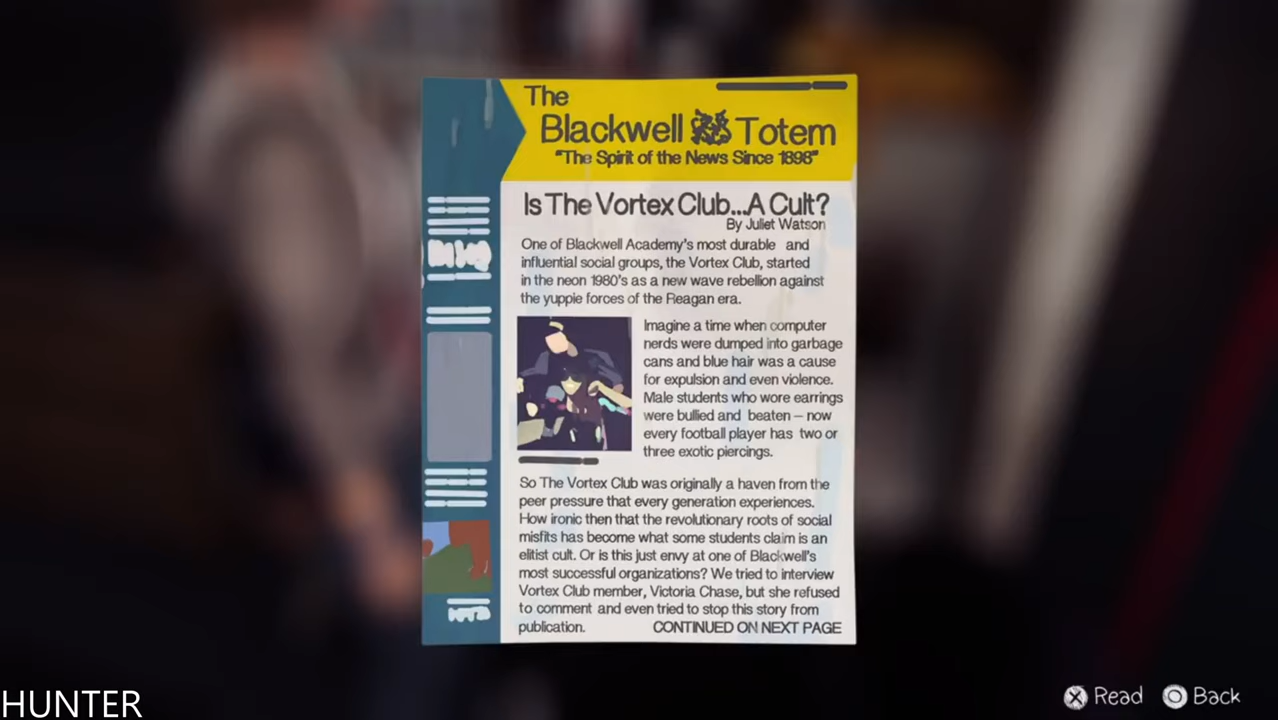 The
Blackwell Totem
"The Spirit of the News Since 1898"
Is The Vortex Club...A Cult?
By Juliet Watson
One of Blackwell Academy's most durable and
influential social groups, the Vortex Club, started
in the neon 1980's as a new wave rebellion against
the yuppie forces of the Reagan era.
Imagine a time when computer
nerds were dumped into garbage
cans and blue hair was a cause
for expulsion and even violence.
Male students who wore earrings
were bullied and beaten – now
every football player has two or
three exotic piercings.
So The Vortex Club was originally a haven from the
peer pressure that every generation experiences.
How ironic then that the revolutionary roots of social
misfits has become what some students claim is an
elitist cult. Or is this just envy at one of Blackwell's
most successful organizations? We tried to interview
Vortex Club member, Victoria Chase, but she refused
to comment and even tried to stop this story from
publication. CONTINUED ON NEXT PAGE
HUNTER
Read Back